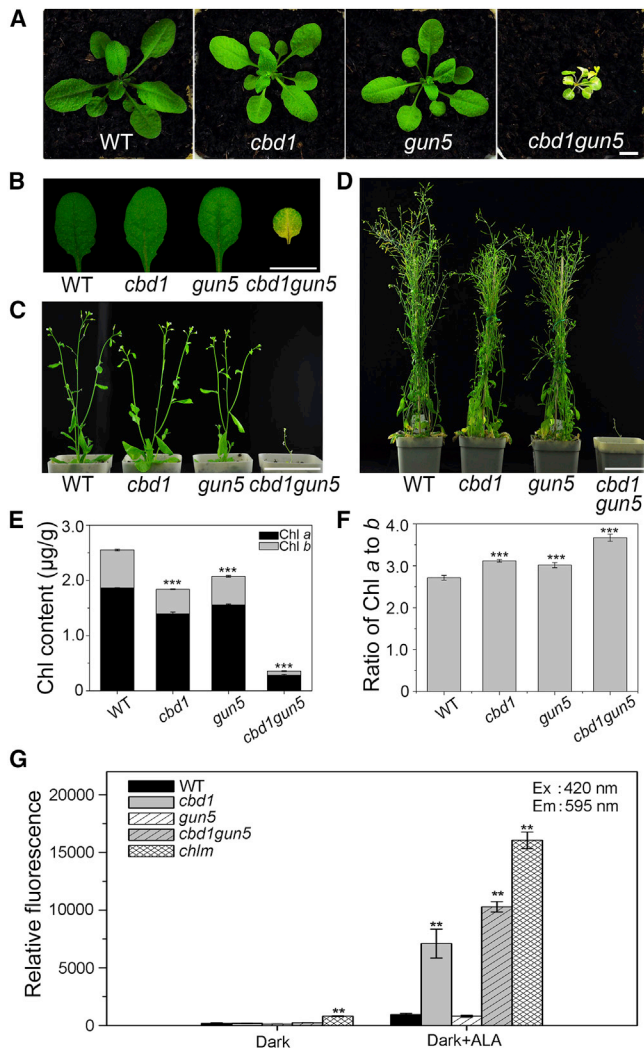 A
WT
cbd1
gun5
cbd1gun5
B
WT
cbd1
gun5
cbd1gun5
C
WT
cbd1
gun5
cbd1gun5
D
WT
cbd1
gun5
cbd1
gun5
E
Chl content (µg/g)
3.0
2.0
1.0
0
Chl a
Chl b
***
***
***
WT
cbd1
gun5
cbd1gun5
F
Ratio of Chl a to b
4.0
3.0
2.0
1.0
0
***
***
***
WT
cbd1
gun5
cbd1gun5
G
Relative fluorescence
20000
15000
10000
5000
0
WT
cbd1
gun5
cbd1gun5
chlm
Ex : 420 nm
Em : 595 nm
**
**
**
**
Dark
Dark+ALA